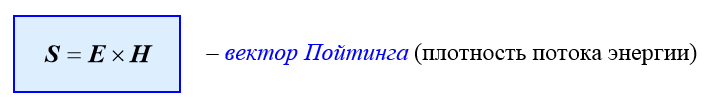 S = E × H – вектор Пойтинга (плотность потока энергии)